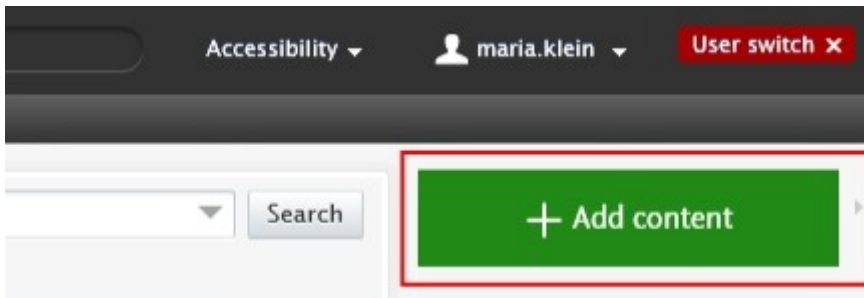 Accessibility maria.klein User switch ×
Search + Add content